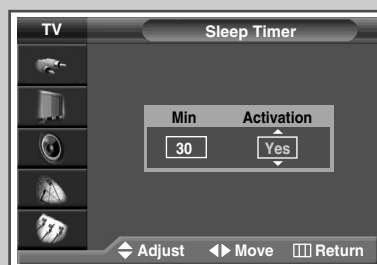 TV
Sleep Timer
Min Activation
30 Yes
Adjust Move Return